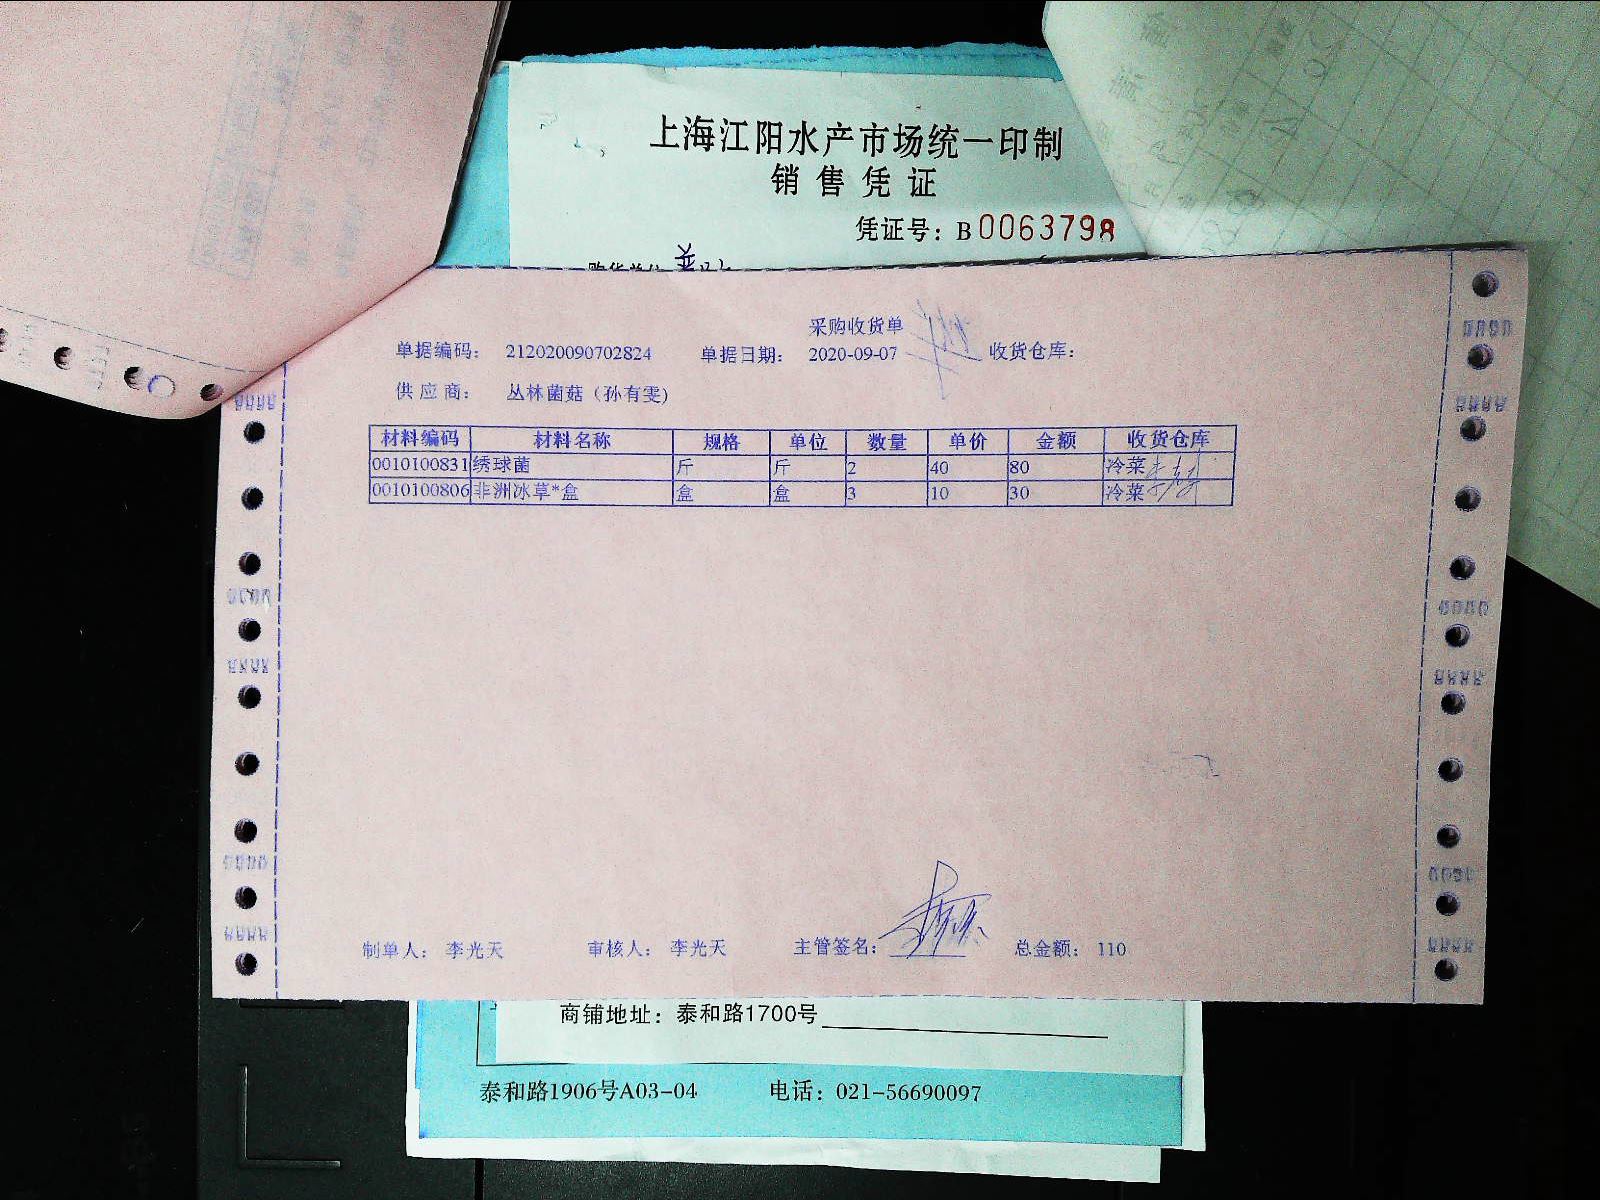 上海江阳水产市场统一印制
销售凭证
凭证号：B0063798
采购收货单
单据编码： 212020090702824 单据日期： 2020-09-07 收货仓库：
供应商： 丛林菌菇（孙有雯）
材料编码 材料名称 规格 单位 数量 单价 金额 收货仓库
0010100831 绣球菌 斤 斤 2 40 80 冷菜
0010100806 非洲冰草*盒 盒 盒 3 10 30 冷菜
制单人： 李光天 审核人： 李光天 主管签名： 总金额： 110
商铺地址：泰和路1700号
泰和路1906号A03-04 电话：021-56690097